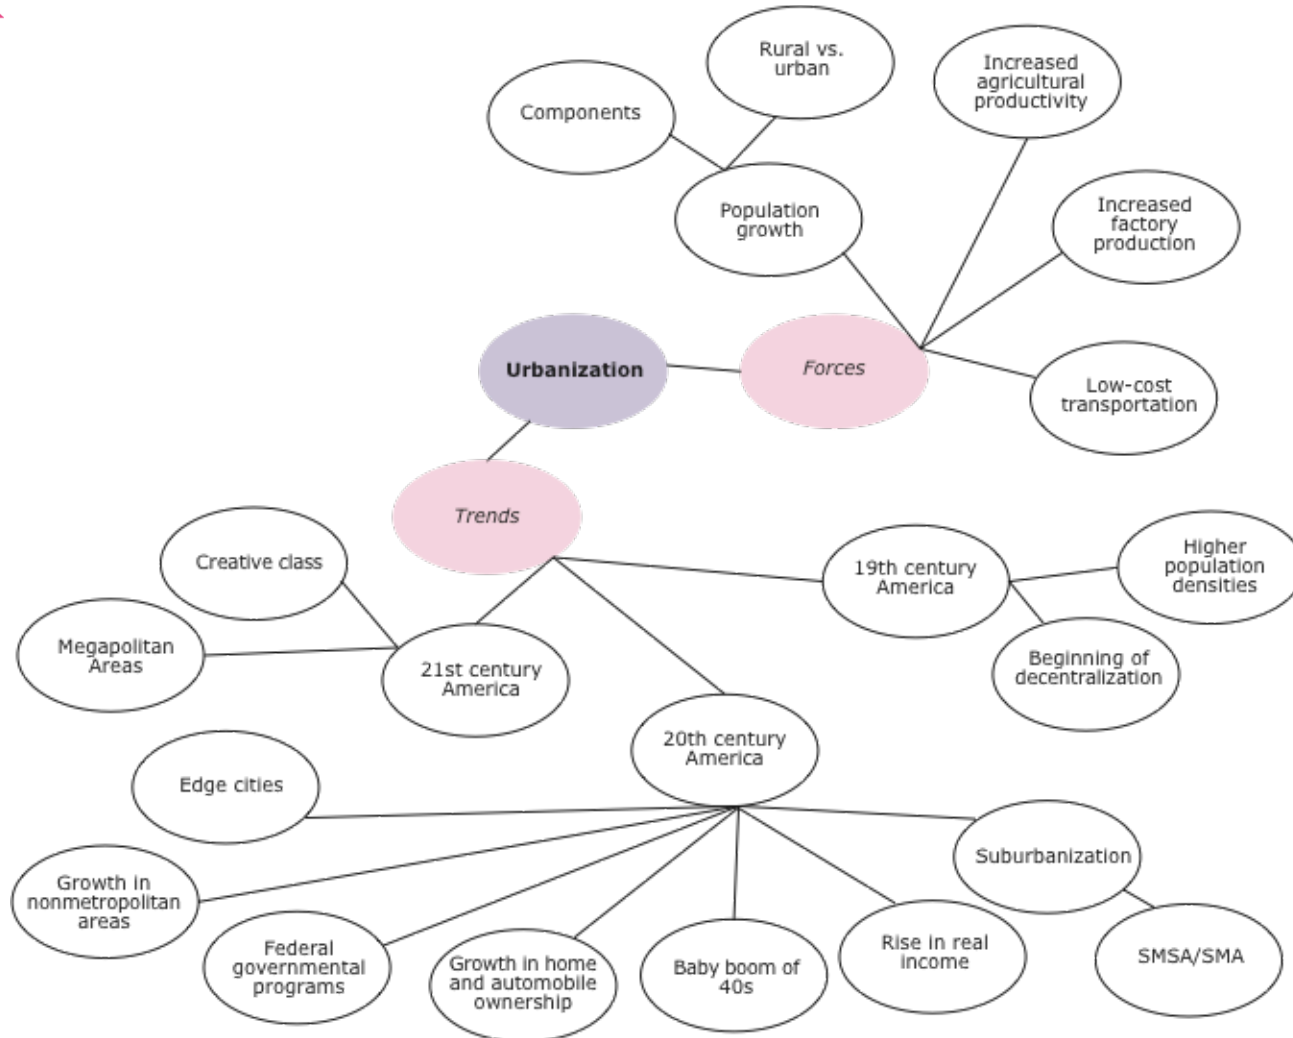 Rural vs.
urban
Components
Increased
agricultural
productivity
Population
growth
Increased
factory
production
Urbanization
Forces
Low-cost
transportation
Trends
Creative class
19th century
America
Higher
population
densities
Megapolitan
Areas
21st century
America
Beginning of
decentralization
20th century
America
Edge cities
Suburbanization
Growth in
nonmetropolitan
areas
Federal
governmental
programs
Growth in home
and automobile
ownership
Baby boom of
40s
Rise in real
income
SMSA/SMA